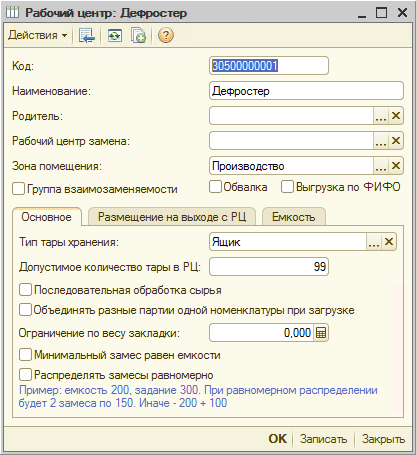 Рабочий центр: Дефростер
Действия
Код: 30500000001
Наименование: Дефростер
Родитель: ...
Рабочий центр замена: ...
Зона помещения: Производство ...
Группа взаимозаменяемости Обвалка Выгрузка по ФИФО
Основное Размещение на выходе с РЦ Емкость
Тип тары хранения: Ящик ...
Допустимое количество тары в РЦ: 99
Последовательная обработка сырья
Объединять разные партии одной номенклатуры при загрузке
Ограничение по весу закладки: 0,000
Минимальный замес равен емкости
Распределять замесы равномерно
Пример: емкость 200, задание 300. При равномерном распределении
будет 2 замеса по 150. Иначе - 200 + 100
OK Записать Закрыть